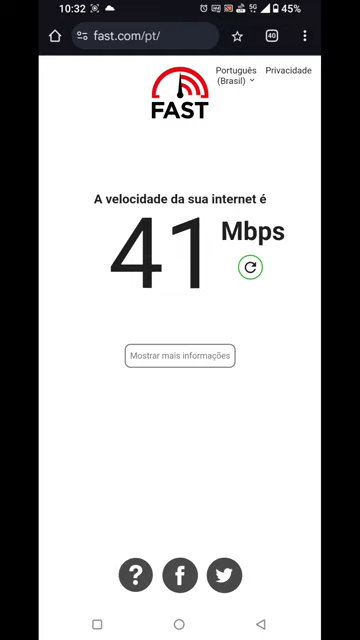 10:32
5G
45%
fast.com/pt/
40
Português
(Brasil)
Privacidade
FAST
A velocidade da sua internet é
41 Mbps
Mostrar mais informações
?
f